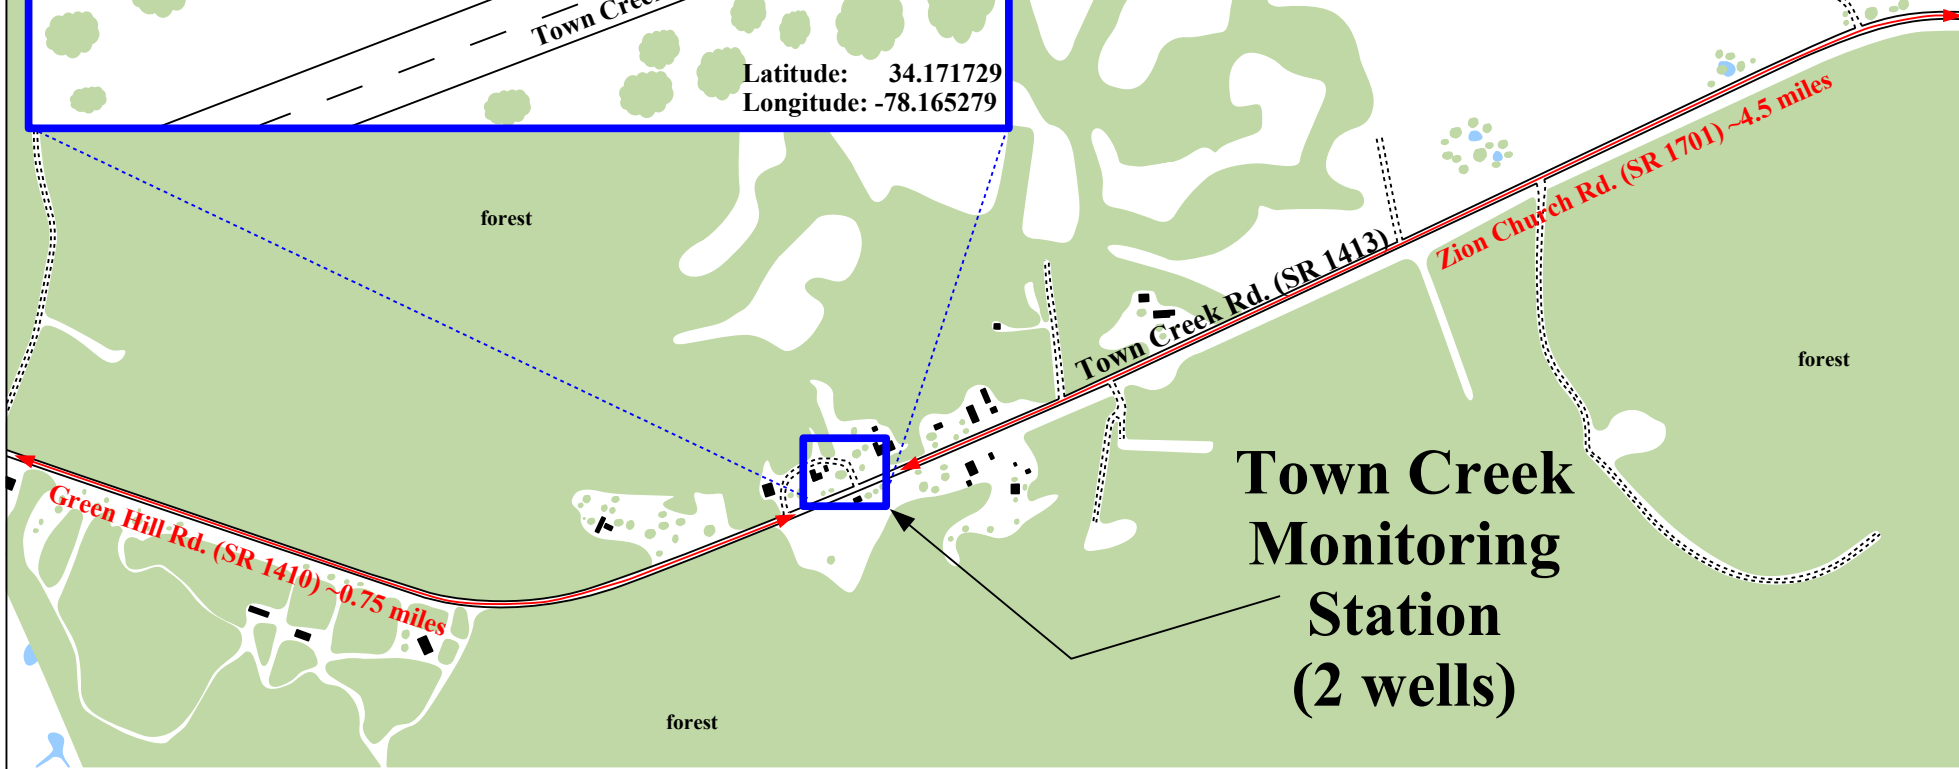 Town Creek
Latitude: 34.171729
Longitude: -78.165279
forest
Zion Church Rd. (SR 1701) ~4.5 miles
Town Creek Rd. (SR 1413)
forest
Green Hill Rd. (SR 1410) ~0.75 miles
Town Creek
Monitoring
Station
(2 wells)
forest